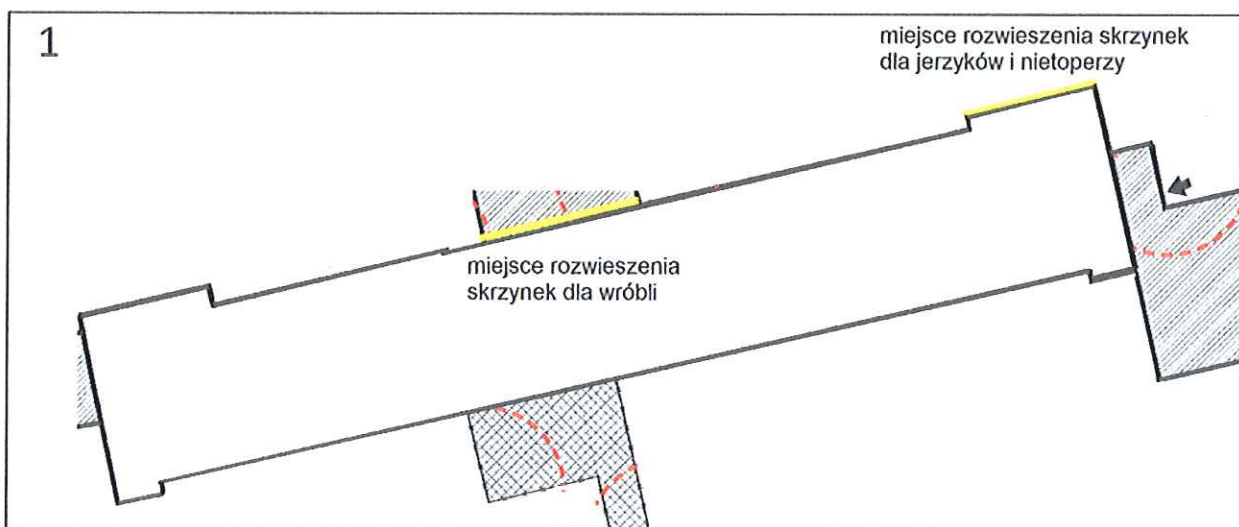 1
miejsce rozwieszenia skrzynek
dla jerzyków i nietoperzy
miejsce rozwieszenia
skrzynek dla wróbli